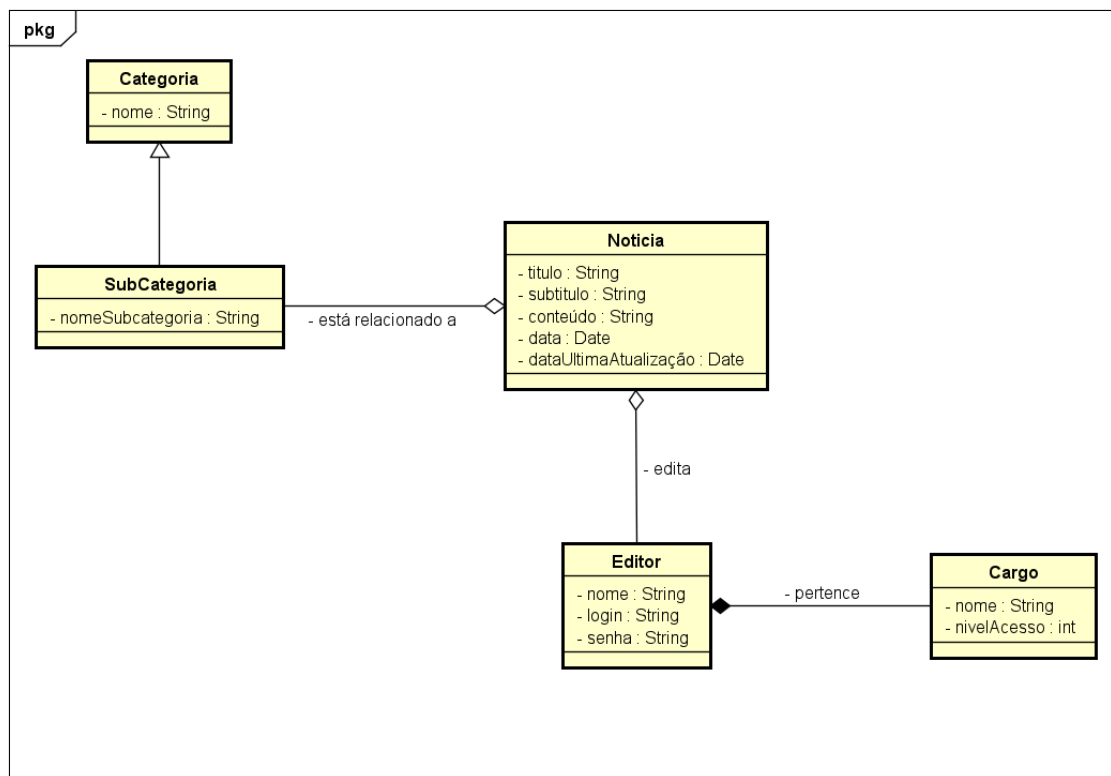 pkg
Categoria
- nome : String
SubCategoria
- nomeSubcategoria : String
- está relacionado a
Noticia
- titulo : String
- subtitulo : String
- conteúdo : String
- data : Date
- dataUltimaAtualização : Date
- edita
Editor
- nome : String
- login : String
- senha : String
- pertence
Cargo
- nome : String
- nivelAcesso : int